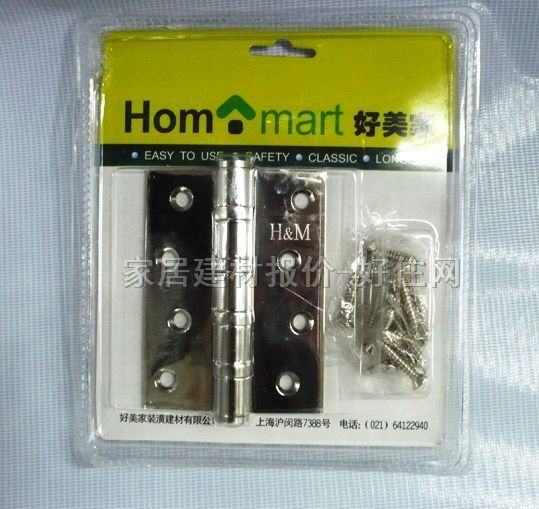 Hom mart 好美家
EASY TO USE SAFETY CLASSIC
H&M
家居建材报价-好住网
好美家装潢建材有限公 上海沪闵路7388号 电话:(021)64122940